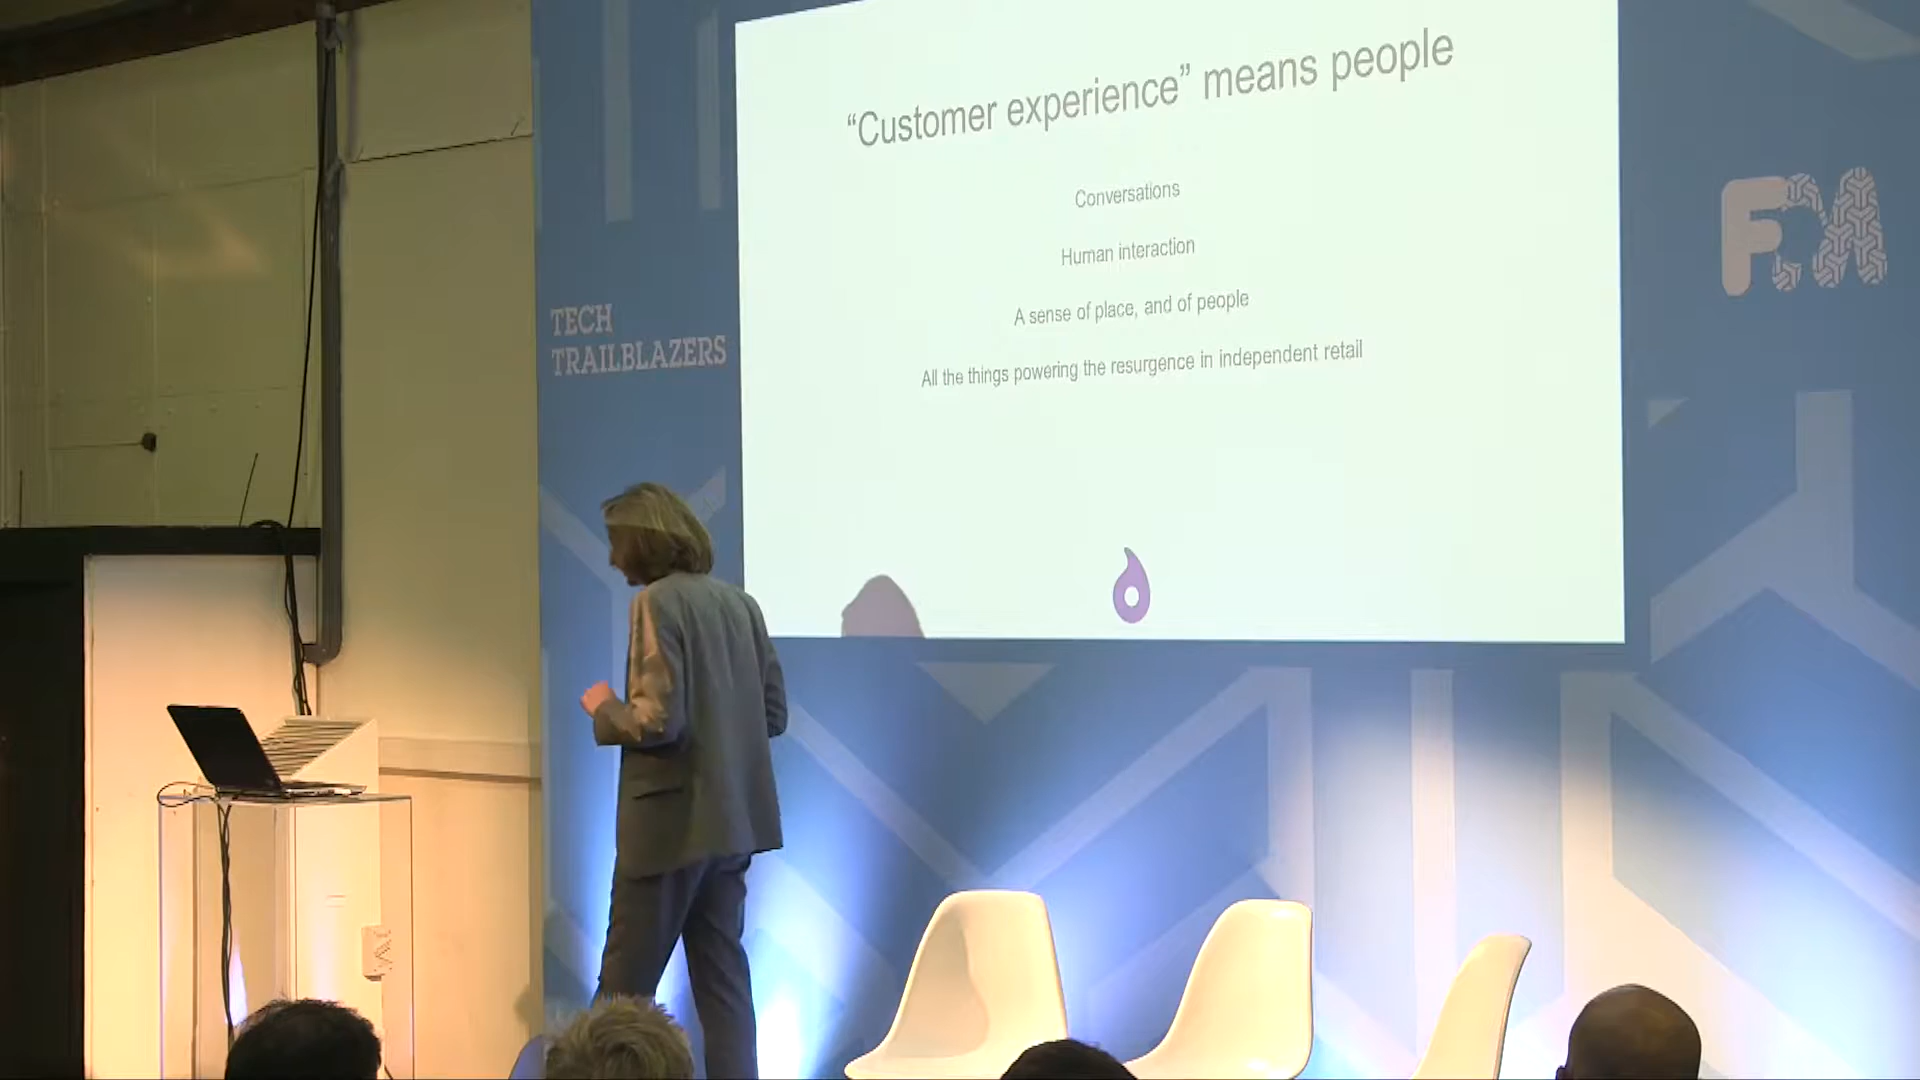 “Customer experience” means people
Conversations
Human interaction
A sense of place, and of people
All the things powering the resurgence in independent retail
TECH
TRAILBLAZERS